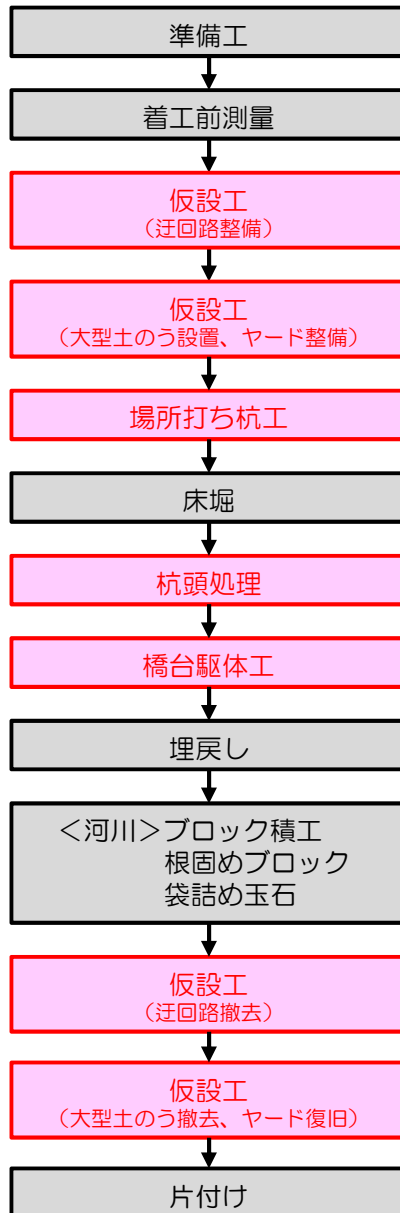 準備工
着工前測量
仮設工
（迂回路整備）
仮設工
（大型土のう設置、ヤード整備）
場所打ち杭工
床堀
杭頭処理
橋台駆体工
埋戻し
＜河川＞ブロック積工
根固めブロック
袋詰め玉石
仮設工
（迂回路撤去）
仮設工
（大型土のう撤去、ヤード復旧）
片付け